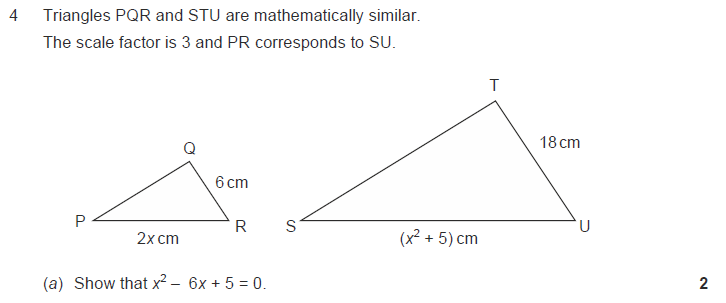 4 Triangles PQR and STU are mathematically similar.
The scale factor is 3 and PR corresponds to SU.
T
Q
18 cm
6 cm
P
R
S
U
2x cm
(x² + 5) cm
(a) Show that x² – 6x + 5 = 0.
2